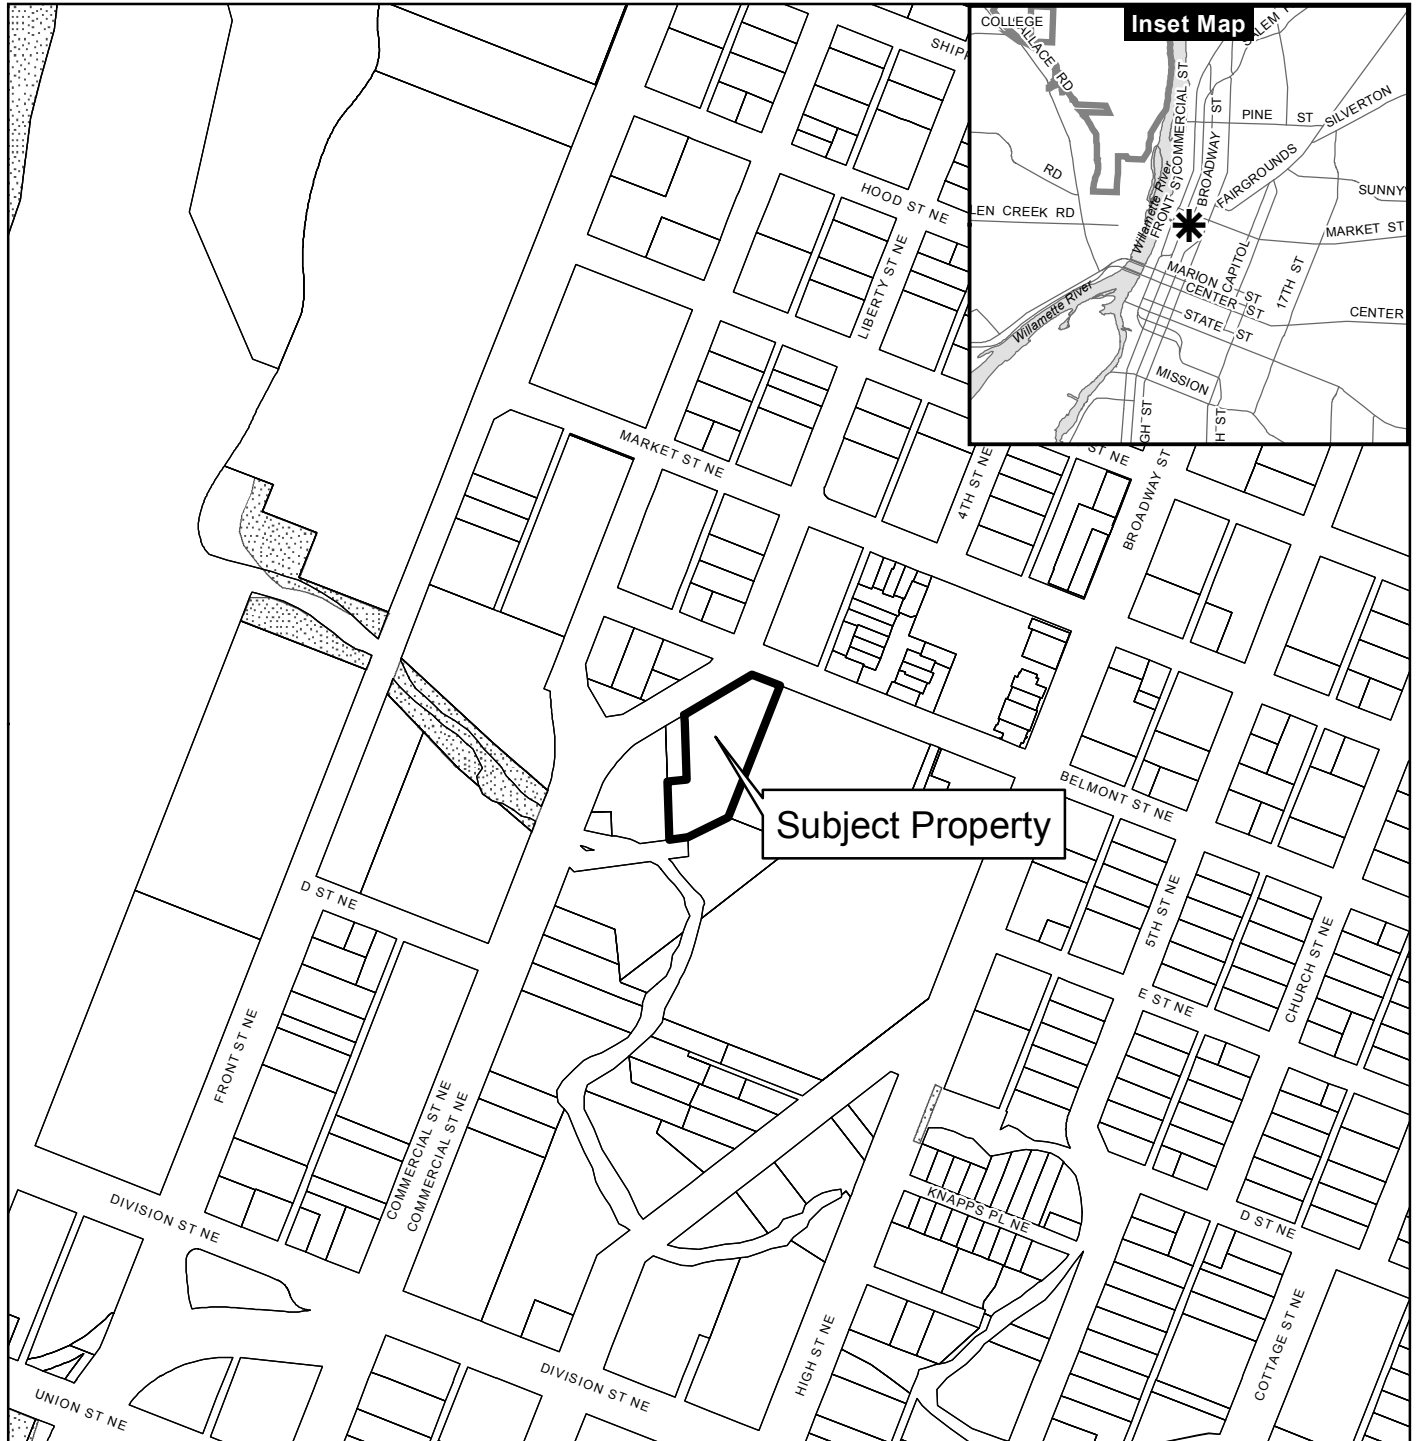 Inset Map
COLLEGE
WALLACE RD
COMMERCIAL ST
BROADWAY ST
PINE ST
SILVERTON
FAIRGROUNDS
RD
SUNNY
LEN CREEK RD
Willamette River
FRONT ST
MARKET ST
CAPITOL
17TH ST
MARION ST
CENTER ST
CENTER
Willamette River
STATE ST
MISSION
GH ST
H ST
HOOD ST NE
LIBERTY ST NE
MARKET ST NE
4TH ST NE
ST NE
BROADWAY ST
Subject Property
BELMONT ST NE
D ST NE
5TH ST NE
E ST NE
CHURCH ST NE
FRONT ST NE
COMMERCIAL ST NE
COMMERCIAL ST NE
KNAPPS PL NE
D ST NE
DIVISION ST NE
COTTAGE ST NE
HIGH ST NE
DIVISION ST NE
UNION ST NE